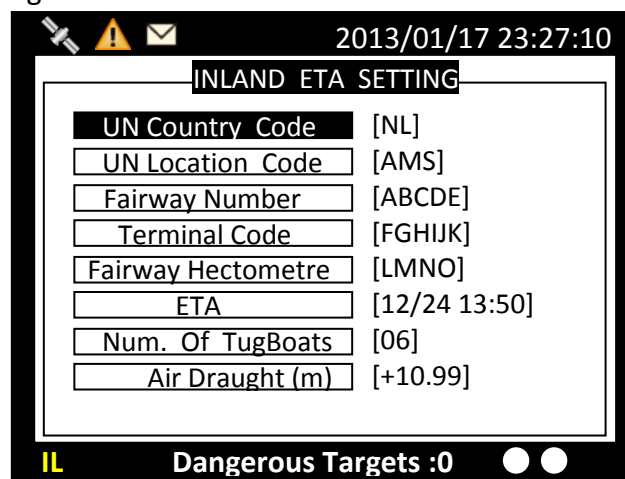 2013/01/17 23:27:10
INLAND ETA SETTING
UN Country Code [NL]
UN Location Code [AMS]
Fairway Number [ABCDE]
Terminal Code [FGHIJK]
Fairway Hectometre [LMNO]
ETA [12/24 13:50]
Num. Of TugBoats [06]
Air Draught (m) [+10.99]
IL Dangerous Targets :0